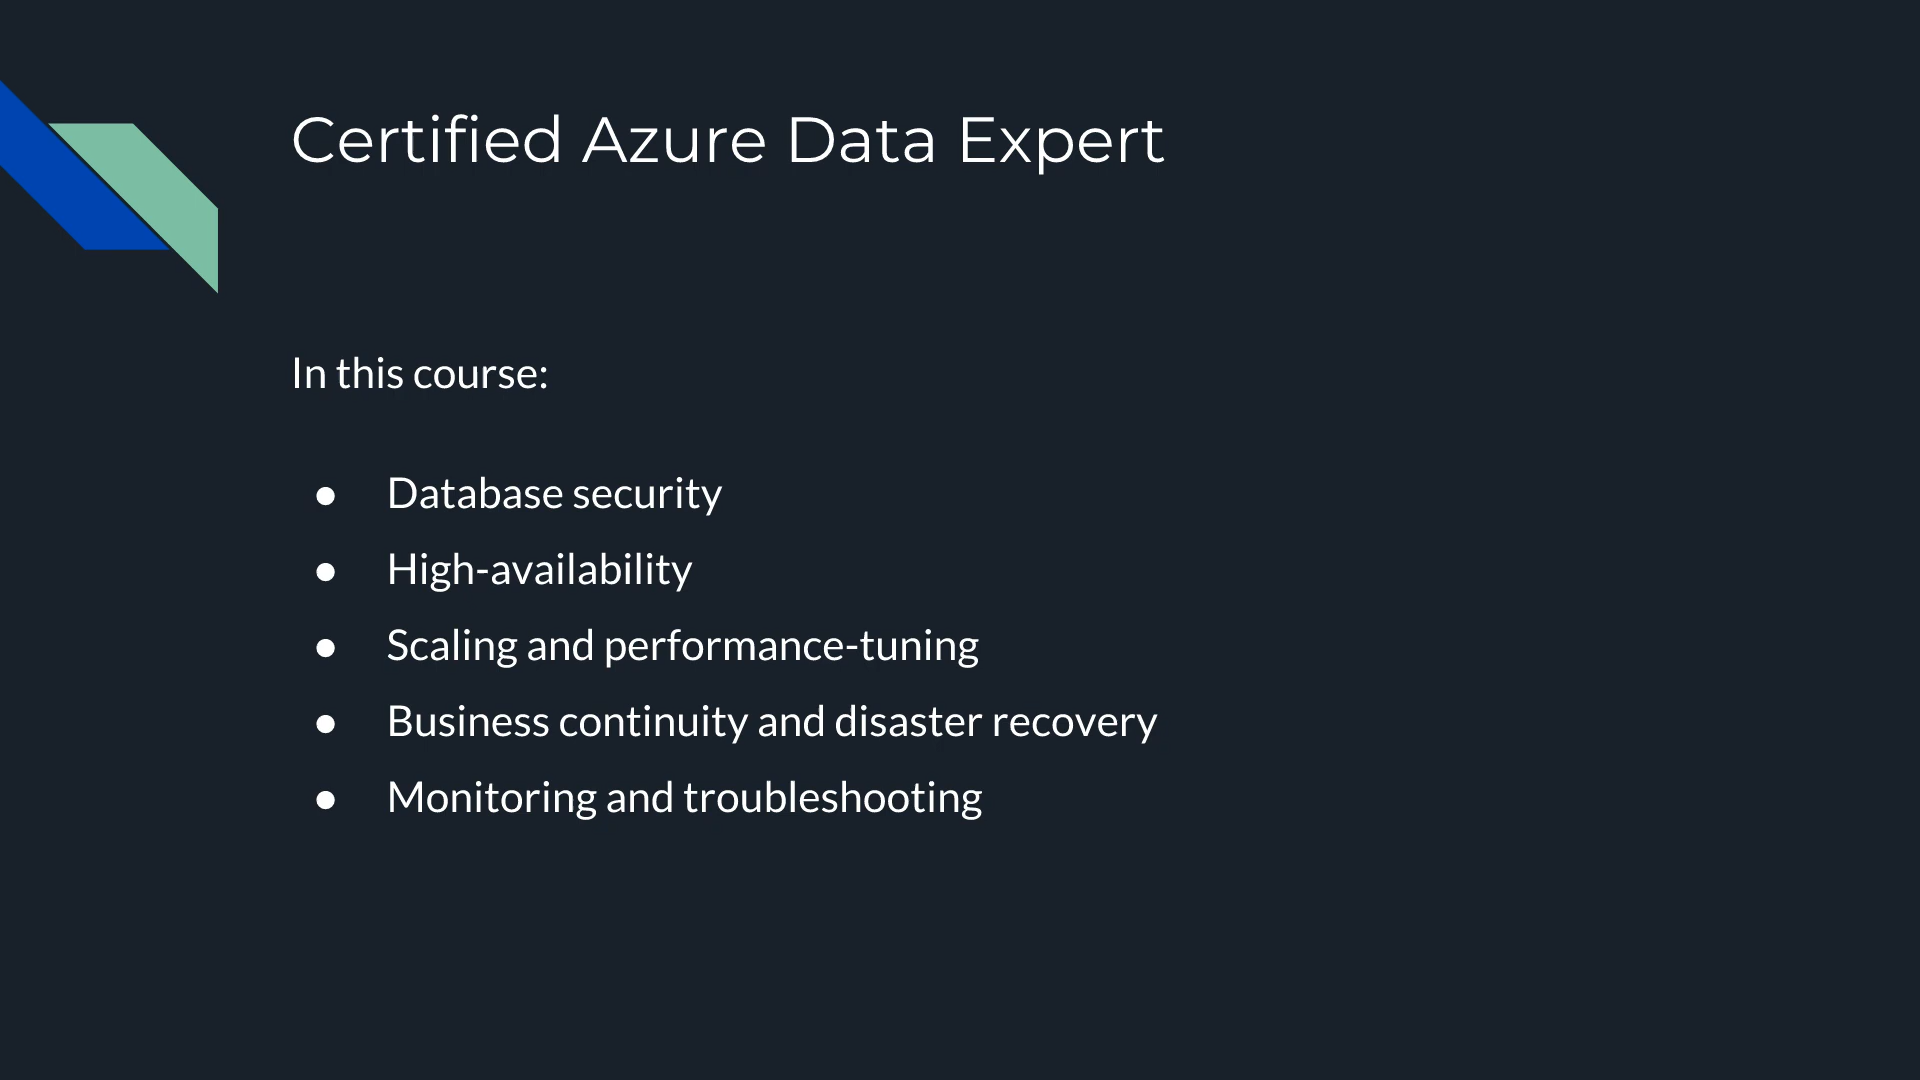 Certified Azure Data Expert
In this course:
● Database security
● High-availability
● Scaling and performance-tuning
● Business continuity and disaster recovery
● Monitoring and troubleshooting